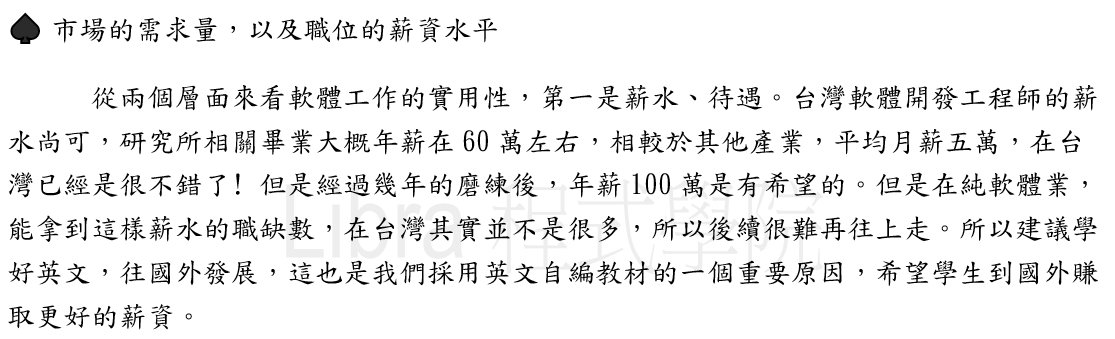 ♠ 市場的需求量，以及職位的薪資水平
從兩個層面來看軟體工作的實用性，第一是薪水、待遇。台灣軟體開發工程師的薪
水尚可，研究所相關畢業大概年薪在 60 萬左右，相較於其他產業，平均月薪五萬，在台
灣已經是很不錯了! 但是經過幾年的磨練後，年薪 100 萬是有希望的。但是在純軟體業，
能拿到這樣薪水的職缺數，在台灣其實並不是很多，所以後續很難再往上走。所以建議學
好英文，往國外發展，這也是我們採用英文自編教材的一個重要原因，希望學生到國外賺
取更好的薪資。
Libra 程式學院